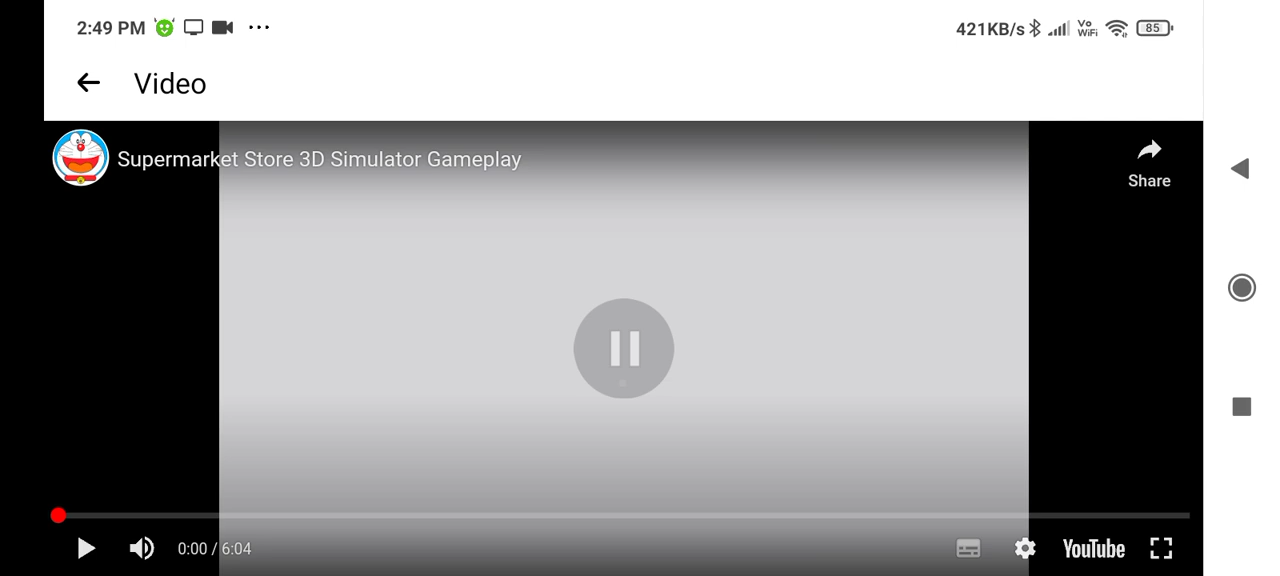 2:49 PM
421KB/s
Vo WiFi
85
Video
Supermarket Store 3D Simulator Gameplay
Share
0:00 / 6:04
YouTube